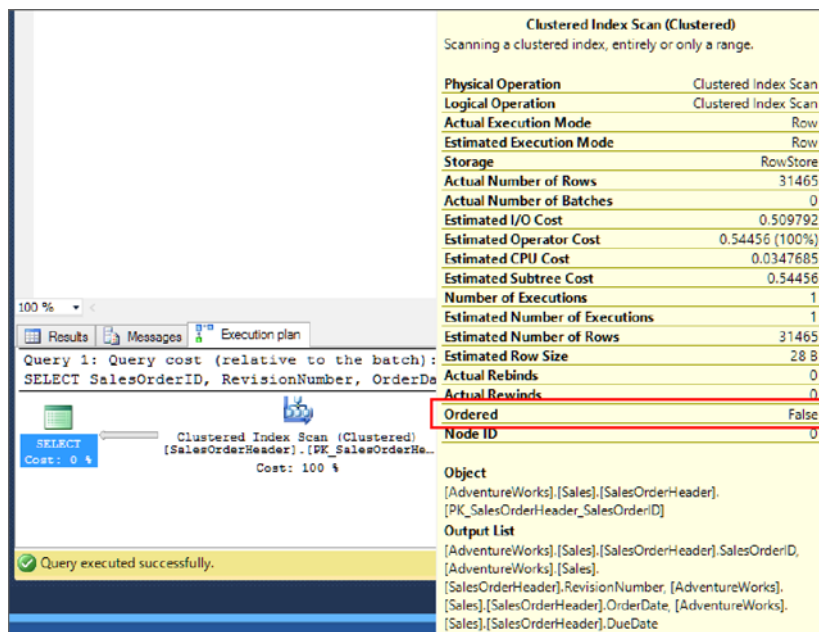 Clustered Index Scan (Clustered)
Scanning a clustered index, entirely or only a range.
Physical Operation Clustered Index Scan
Logical Operation Clustered Index Scan
Actual Execution Mode Row
Estimated Execution Mode Row
Storage RowStore
Actual Number of Rows 31465
Actual Number of Batches 0
Estimated I/O Cost 0.509792
Estimated Operator Cost 0.54456 (100%)
Estimated CPU Cost 0.0347685
Estimated Subtree Cost 0.54456
Number of Executions 1
Estimated Number of Executions 1
Estimated Number of Rows 31465
Estimated Row Size 28 B
Actual Rebinds 0
Actual Rewinds 0
Ordered False
Node ID 0
Object
[AdventureWorks].[Sales].[SalesOrderHeader].
[PK_SalesOrderHeader_SalesOrderID]
Output List
[AdventureWorks].[Sales].[SalesOrderHeader].SalesOrderID,
[AdventureWorks].[Sales].
[SalesOrderHeader].RevisionNumber, [AdventureWorks].
[Sales].[SalesOrderHeader].OrderDate, [AdventureWorks].
[Sales].[SalesOrderHeader].DueDate
100 %
Results Messages Execution plan
Query 1: Query cost (relative to the batch):
SELECT SalesOrderID, RevisionNumber, OrderDa
SELECT
Cost: 0 %
Clustered Index Scan (Clustered)
[SalesOrderHeader].[PK_SalesOrderHe…
Cost: 100 %
Query executed successfully.